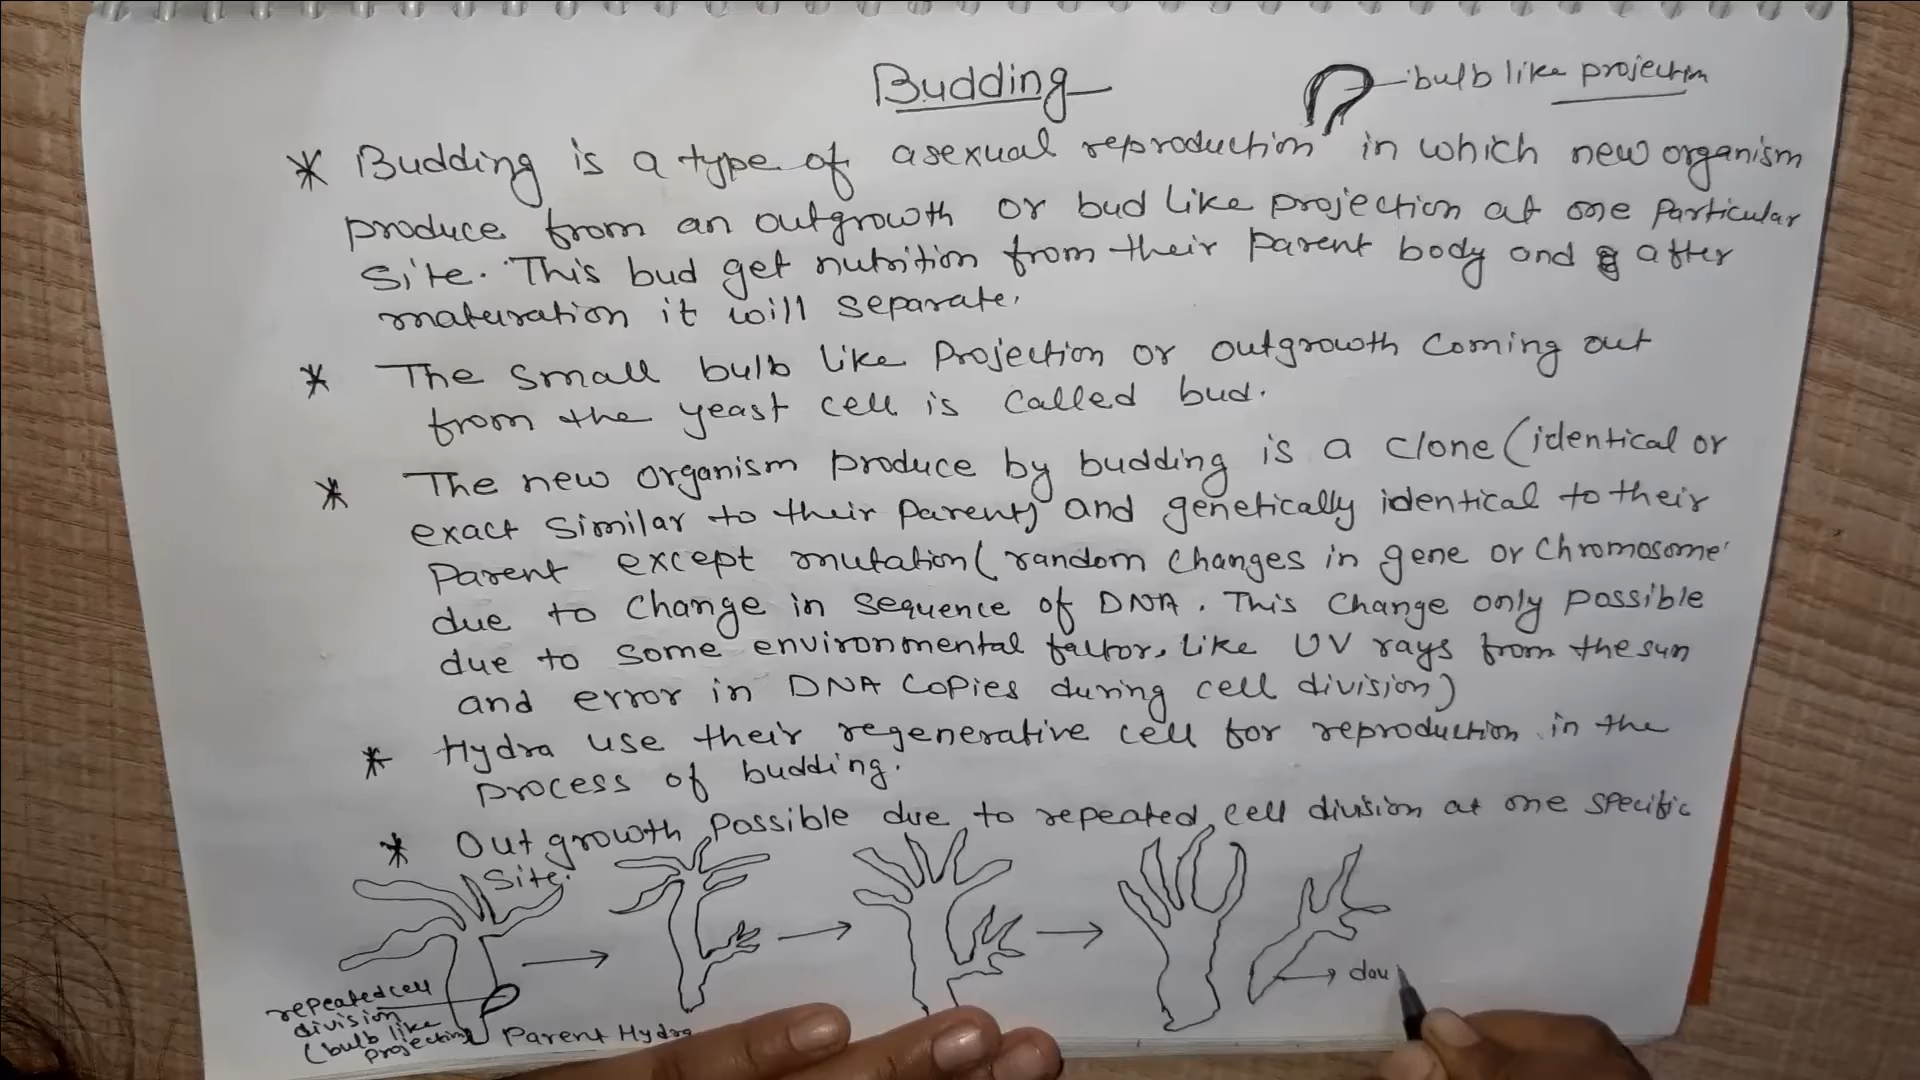 Budding
bulb like projection
* Budding is a type of asexual reproduction in which new organism
produce from an outgrowth or bud like projection at one particular
site. This bud get nutrition from their parent body and after
maturation it will separate.
* The small bulb like projection or outgrowth coming out
from the yeast cell is called bud.
* The new organism produce by budding is a clone (identical or
exact similar to their parent) and genetically identical to their
parent except mutation (random changes in gene or chromosome
due to change in sequence of DNA. This change only possible
due to some environmental factor, like UV rays from the sun
and error in DNA copies during cell division)
* Hydra use their regenerative cell for reproduction in the
process of budding.
* Outgrowth possible due to repeated cell division at one specific
site.
repeated cell
division
(bulb like
projecting
Parent Hydra
dau